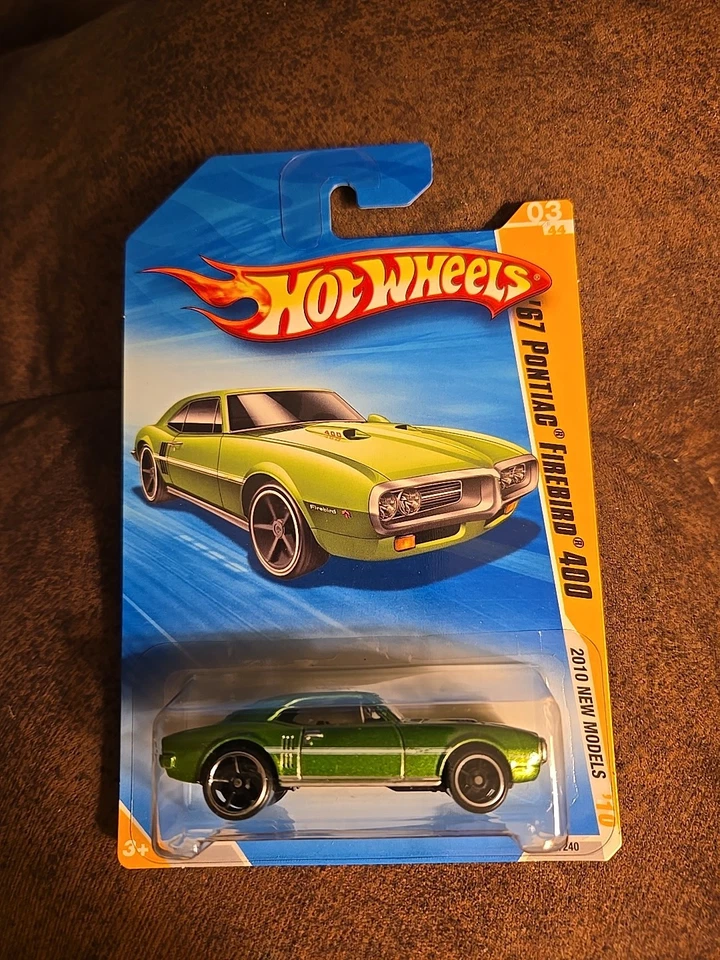 03
44
HOT WHEELS®
'67 PONTIAC® FIREBIRD® 400
400
Firebird
2010 NEW MODELS '10
3+
240